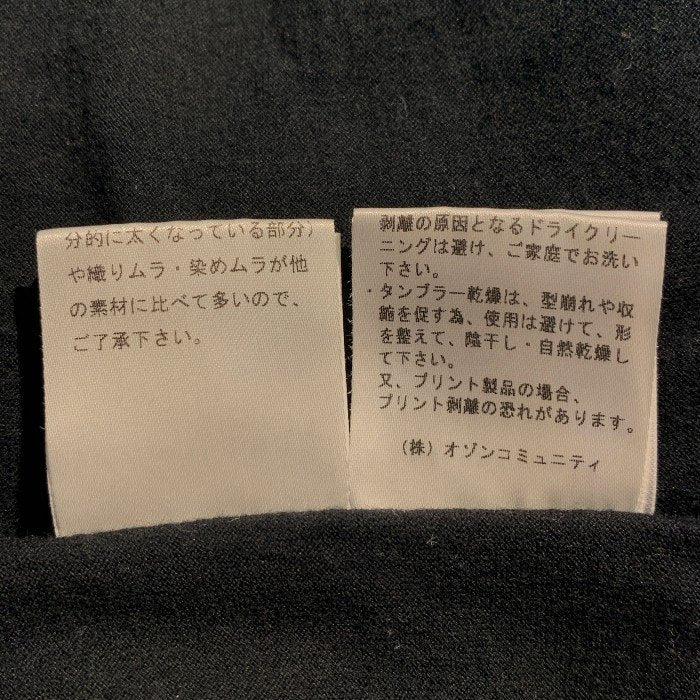 分的に太くなっている部分)
や織りムラ・染めムラが他
の素材に比べて多いので、
ご了承下さい。
剥離の原因となるドライクリー
ニングは避け、ご家庭でお洗い
下さい。
・タンブラー乾燥は、型崩れや収
縮を促す為、使用は避けて、形
を整えて、陰干し・自然乾燥し
て下さい。
又、プリント製品の場合、
プリント剥離の恐れがあります。
(株)オゾンコミュニティ